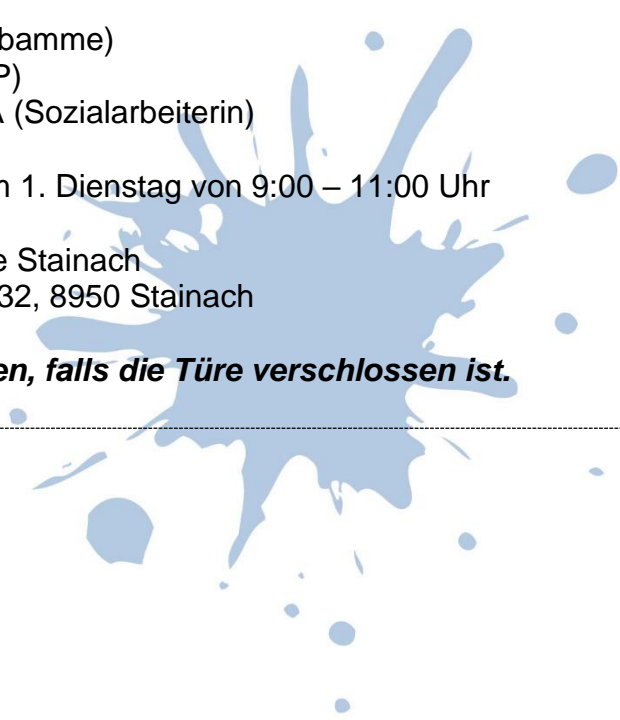 bamme)
P)
A (Sozialarbeiterin)
n 1. Dienstag von 9:00 – 11:00 Uhr
e Stainach
32, 8950 Stainach
en, falls die Türe verschlossen ist.